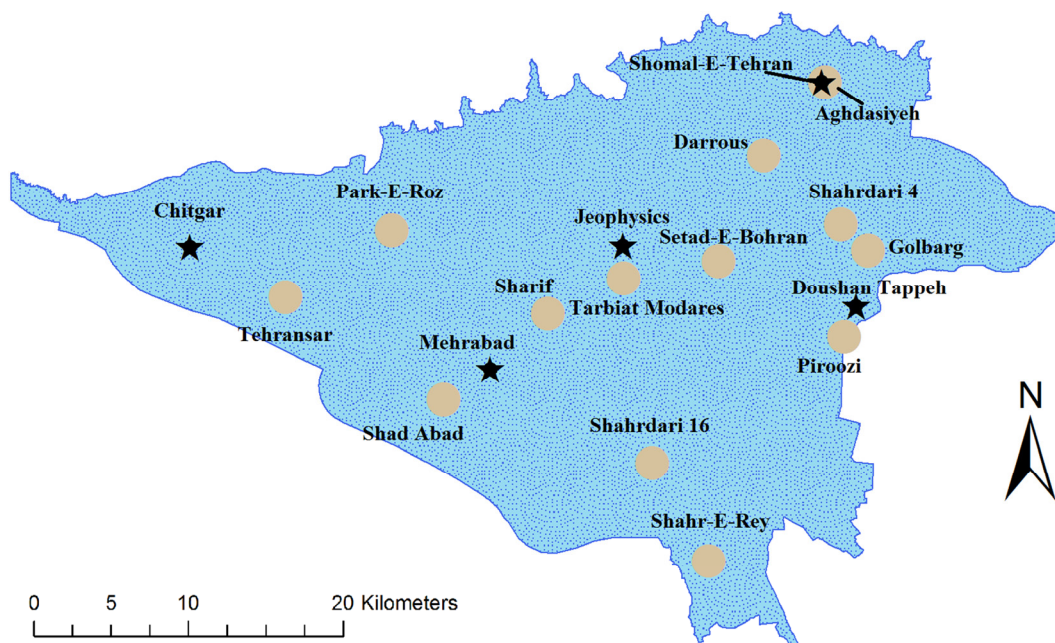 Shomal-E-Tehran
Aghdasiyeh
Darrous
Park-E-Roz
Shahrdari 4
Chitgar
Jeophysics
Setad-E-Bohran
Golbarg
Sharif
Doushan Tappeh
Tarbiat Modares
Tehransar
Mehrabad
Piroozi
N
Shad Abad
Shahrdari 16
Shahr-E-Rey
0 5 10 20 Kilometers